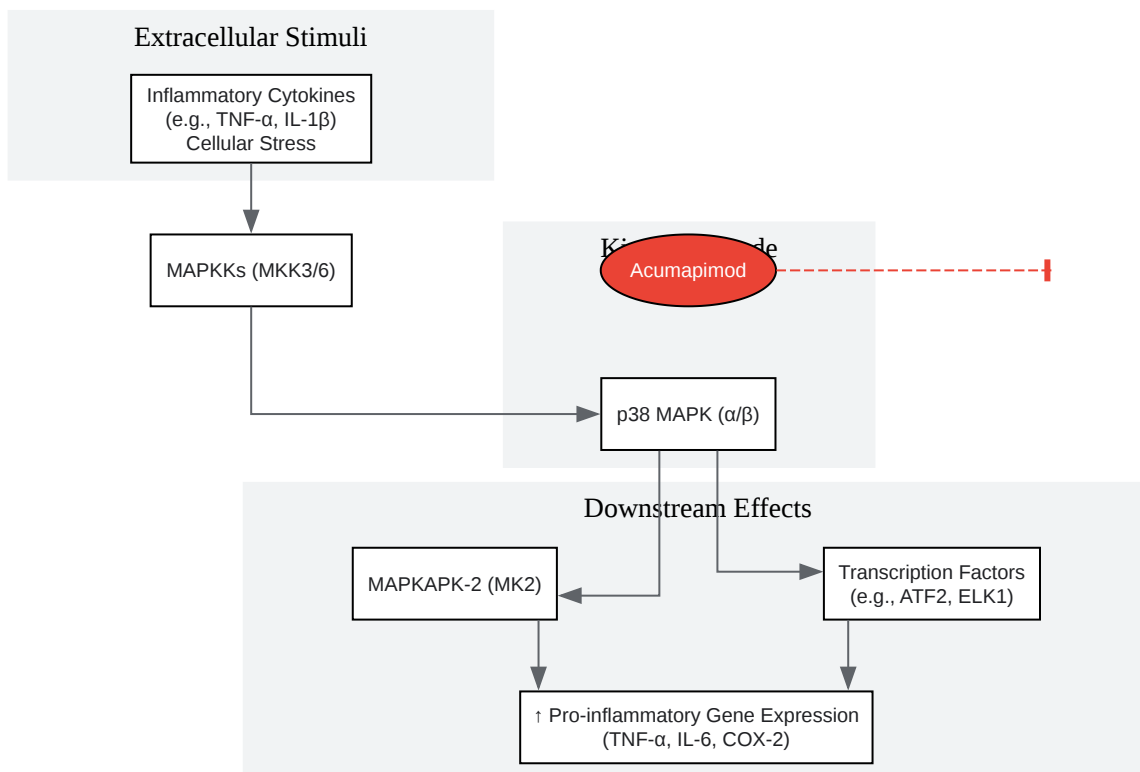 Extracellular Stimuli
Inflammatory Cytokines
(e.g., TNF-α, IL-1β)
Cellular Stress
MAPKKs (MKK3/6)
Acumapimod
p38 MAPK (α/β)
Downstream Effects
MAPKAPK-2 (MK2)
Transcription Factors
(e.g., ATF2, ELK1)
↑ Pro-inflammatory Gene Expression
(TNF-α, IL-6, COX-2)